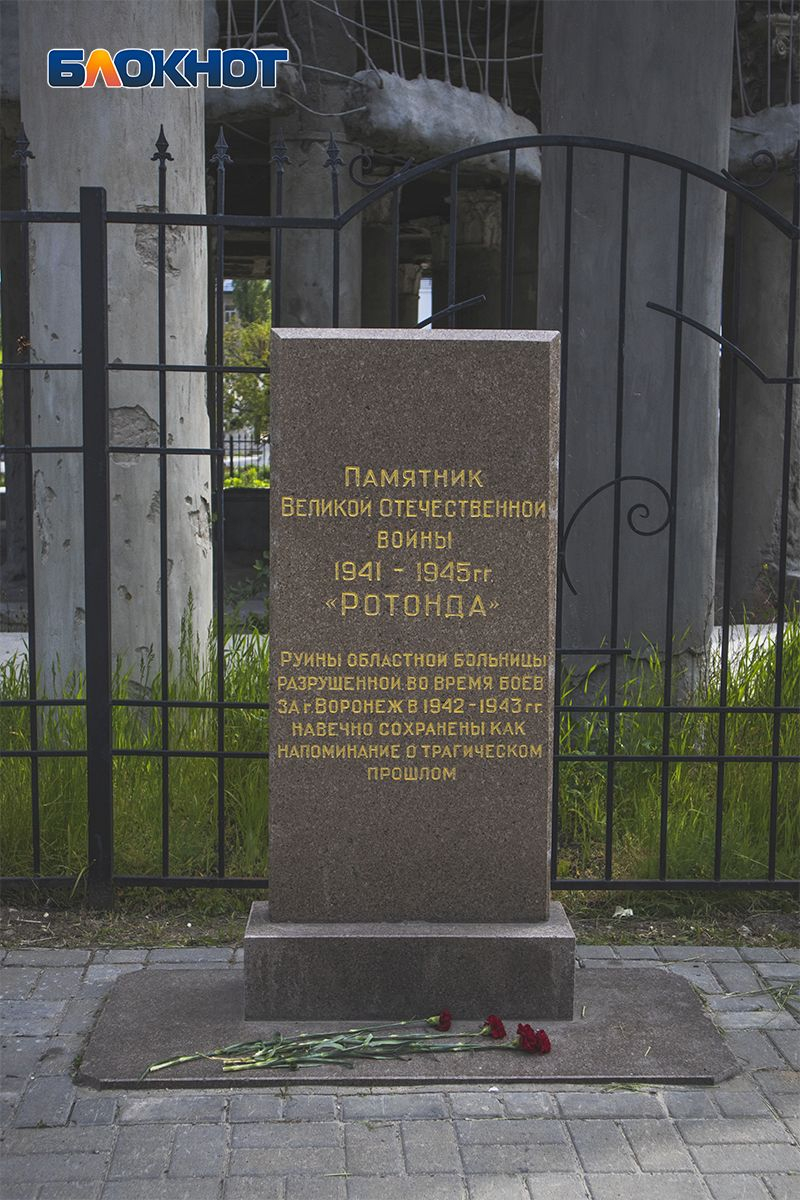 БЛОКНОТ
ПАМЯТНИК
ВЕЛИКОЙ ОТЕЧЕСТВЕННОЙ
ВОЙНЫ
1941 - 1945гг.
«РОТОНДА»
РУИНЫ ОБЛАСТНОЙ БОЛЬНИЦЫ
РАЗРУШЕННОЙ ВО ВРЕМЯ БОЕВ
ЗА г. ВОРОНЕЖ В 1942 - 1943 гг.
НАВЕЧНО СОХРАНЕНЫ КАК
НАПОМИНАНИЕ О ТРАГИЧЕСКОМ
ПРОШЛОМ